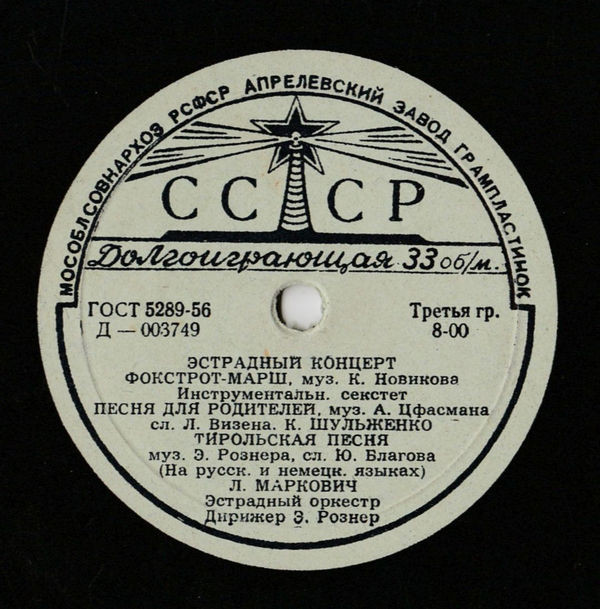 МОСОБЛСОВНАРХОЗ РСФСР АПРЕЛЕВСКИЙ ЗАВОД ГРАМПЛАСТИНОК
СССР
Долгоиграющая 33 об/м.
ГОСТ 5289-56
Д — 003749
Третья гр.
8-00
ЭСТРАДНЫЙ КОНЦЕРТ
ФОКСТРОТ-МАРШ, муз. К. Новикова
Инструментальн. секстет
ПЕСНЯ ДЛЯ РОДИТЕЛЕЙ, муз. А. Цфасмана
сл. Л. Визена. К. ШУЛЬЖЕНКО
ТИРОЛЬСКАЯ ПЕСНЯ
муз. Э. Рознера, сл. Ю. Благова
(На русск. и немецк. языках)
Л. МАРКОВИЧ
Эстрадный оркестр
Дирижер Э. Рознер